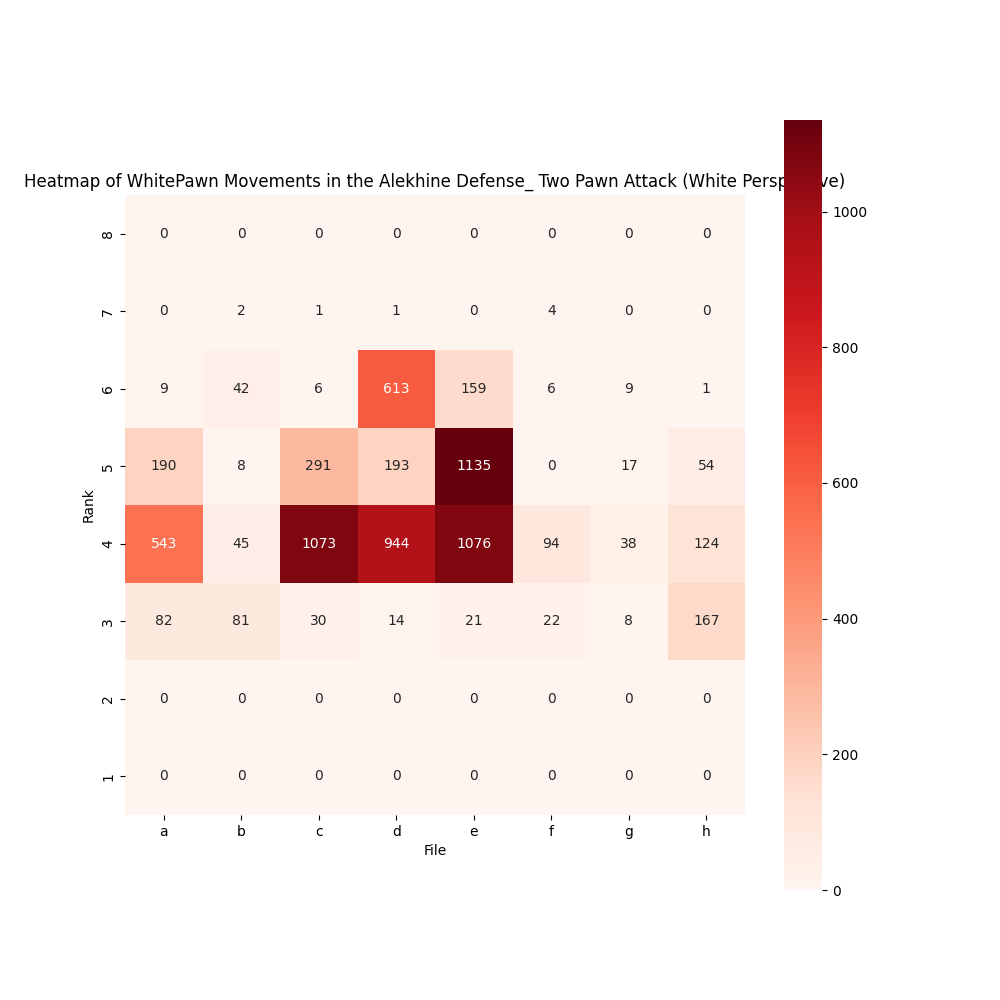 Heatmap of WhitePawn Movements in the Alekhine Defense_ Two Pawn Attack (White Persp ve)
8 0 0 0 0 0 0 0 0
7 0 2 1 1 0 4 0 0
6 9 42 6 613 159 6 9 1
5 190 8 291 193 1135 0 17 54
4 543 45 1073 944 1076 94 38 124
3 82 81 30 14 21 22 8 167
2 0 0 0 0 0 0 0 0
1 0 0 0 0 0 0 0 0
a b c d e f g h
File
Rank
1000
800
600
400
200
0